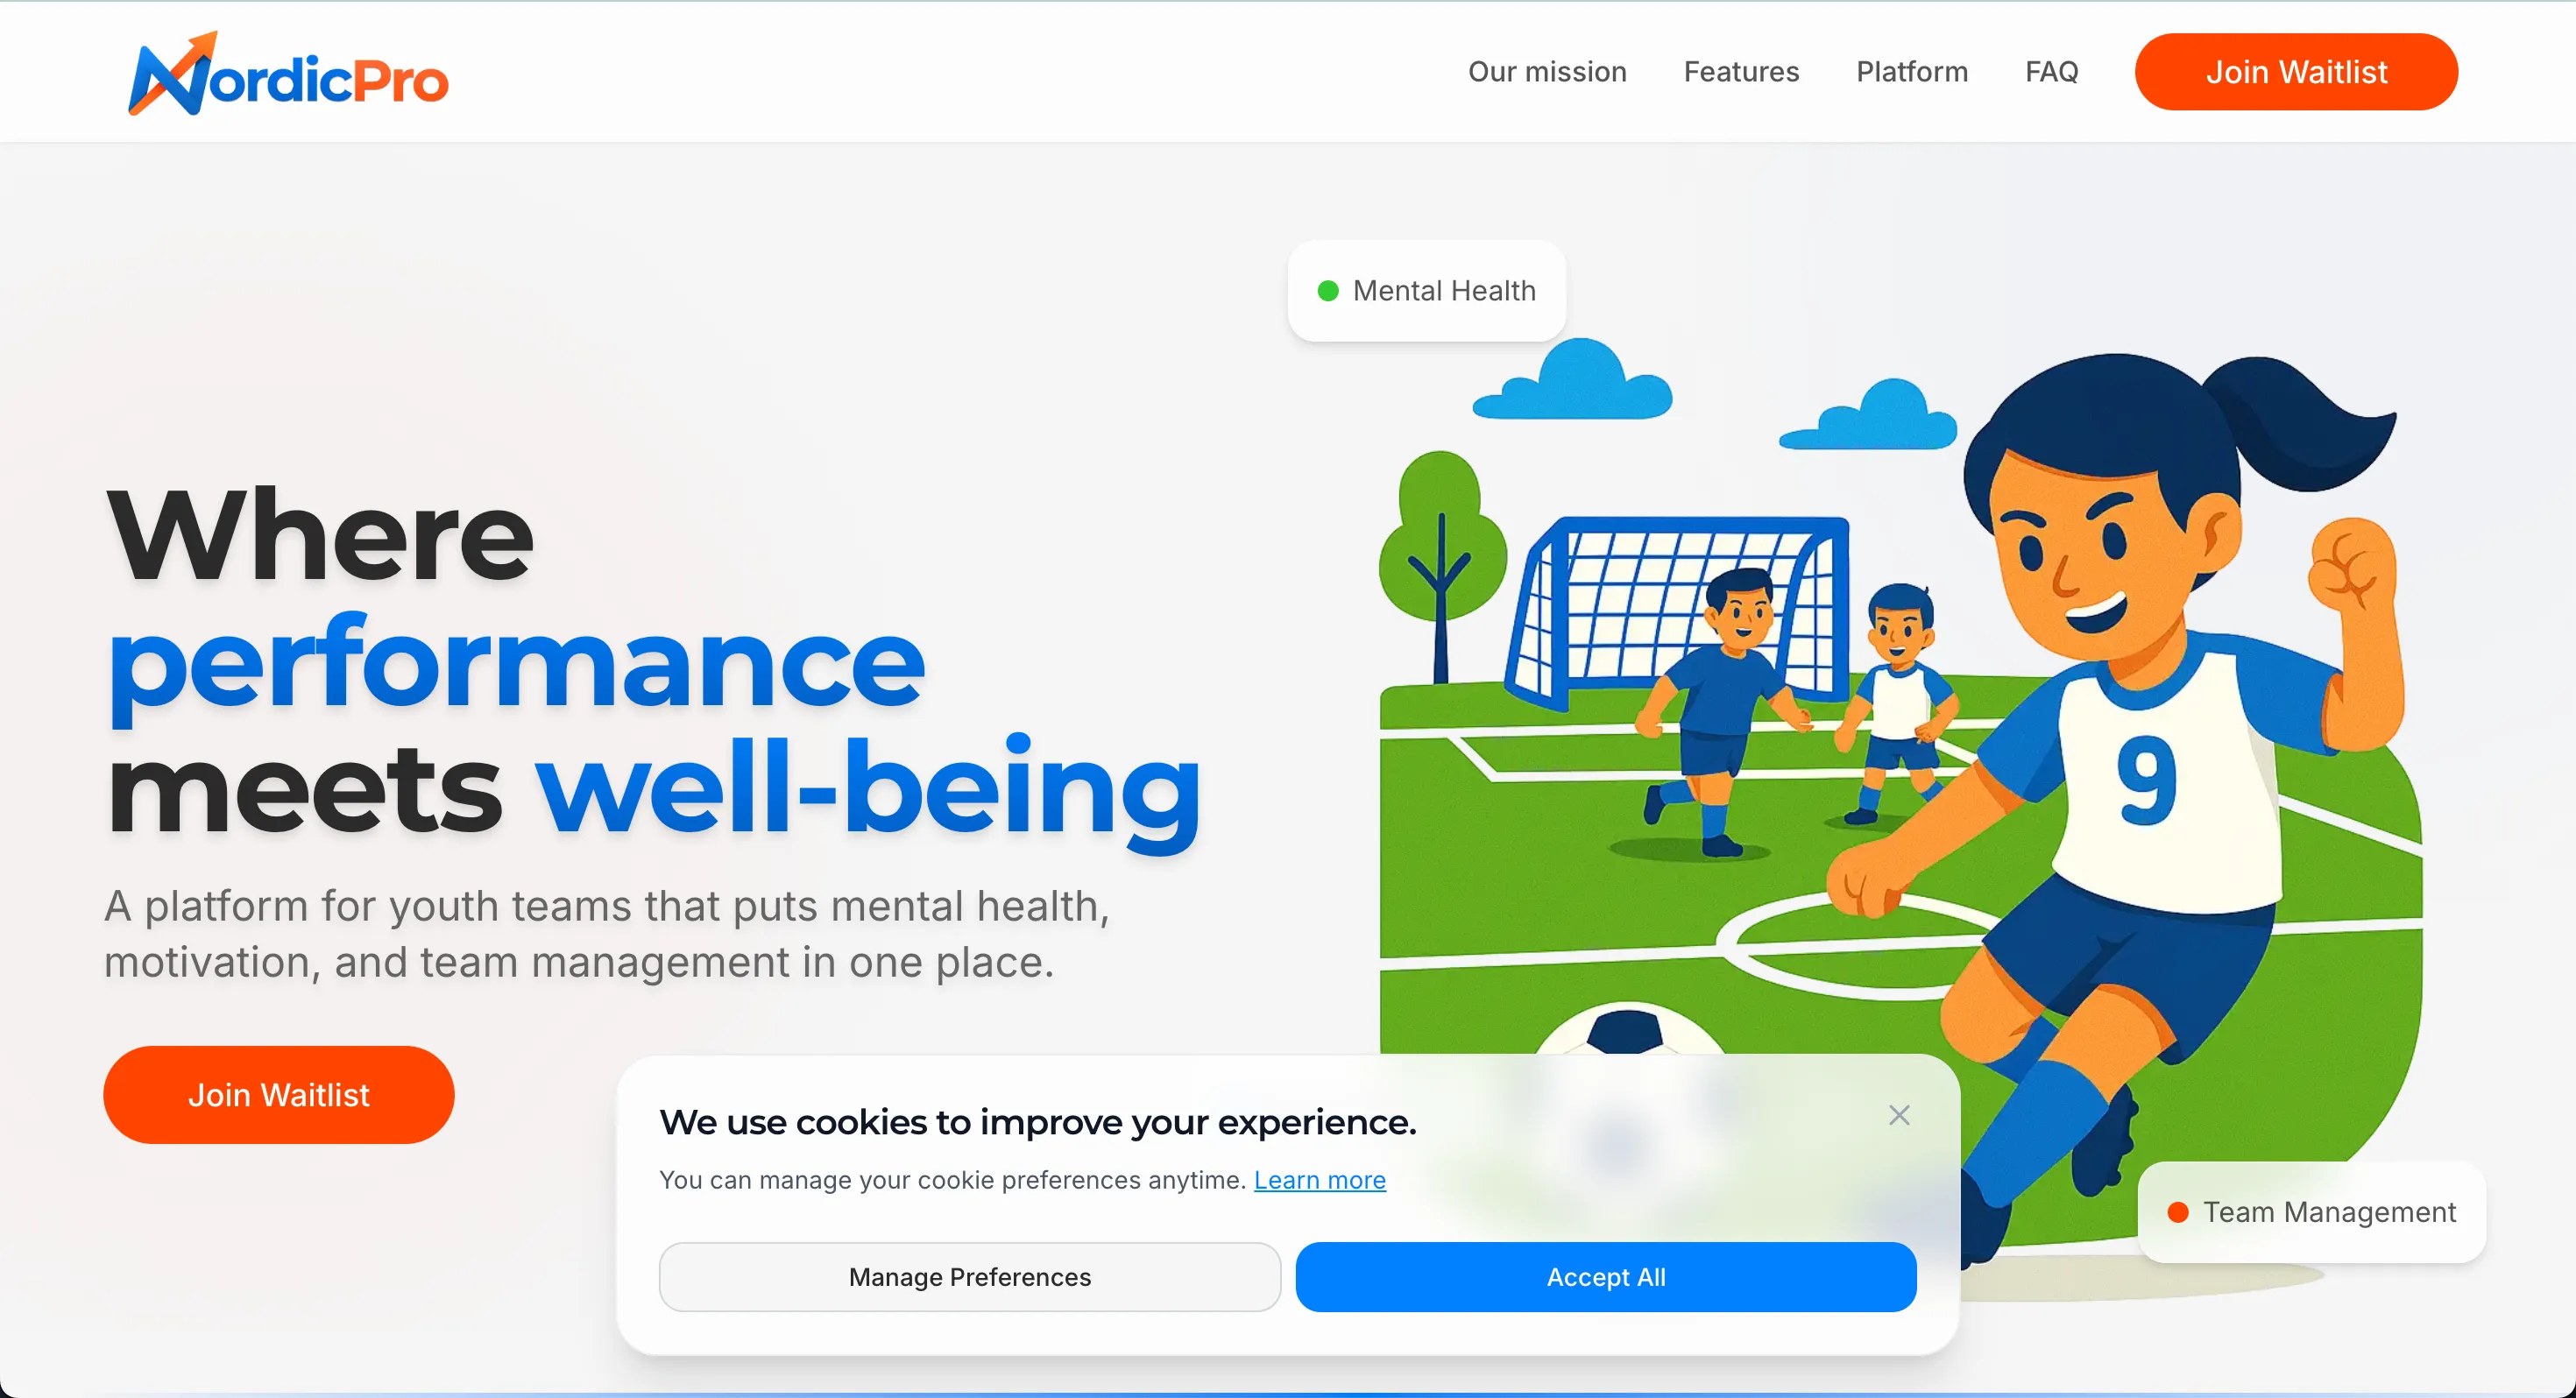 NordicPro
Our mission
Features
Platform
FAQ
Join Waitlist
Mental Health
Where
performance
meets well-being
A platform for youth teams that puts mental health,
motivation, and team management in one place.
Join Waitlist
9
We use cookies to improve your experience.
You can manage your cookie preferences anytime. Learn more
Manage Preferences
Accept All
Team Management